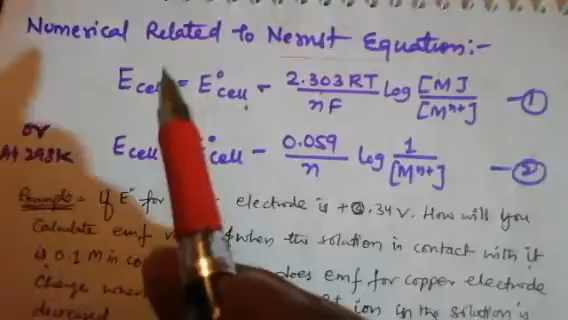 Numerical Related to Nernst Equation:-
Ecell = E°cell - 2.303RT/nF log [M]/[Mn+] - ①
or
At 298K Ecell °cell - 0.059/n log 1/[Mn+] - ②
Example - If E° for electrode is +0.34V. How will you
Calculate emf when the solution is in contact with it
is 0.1 M in does emf for copper electrode
Change ion in the solution is
decreased